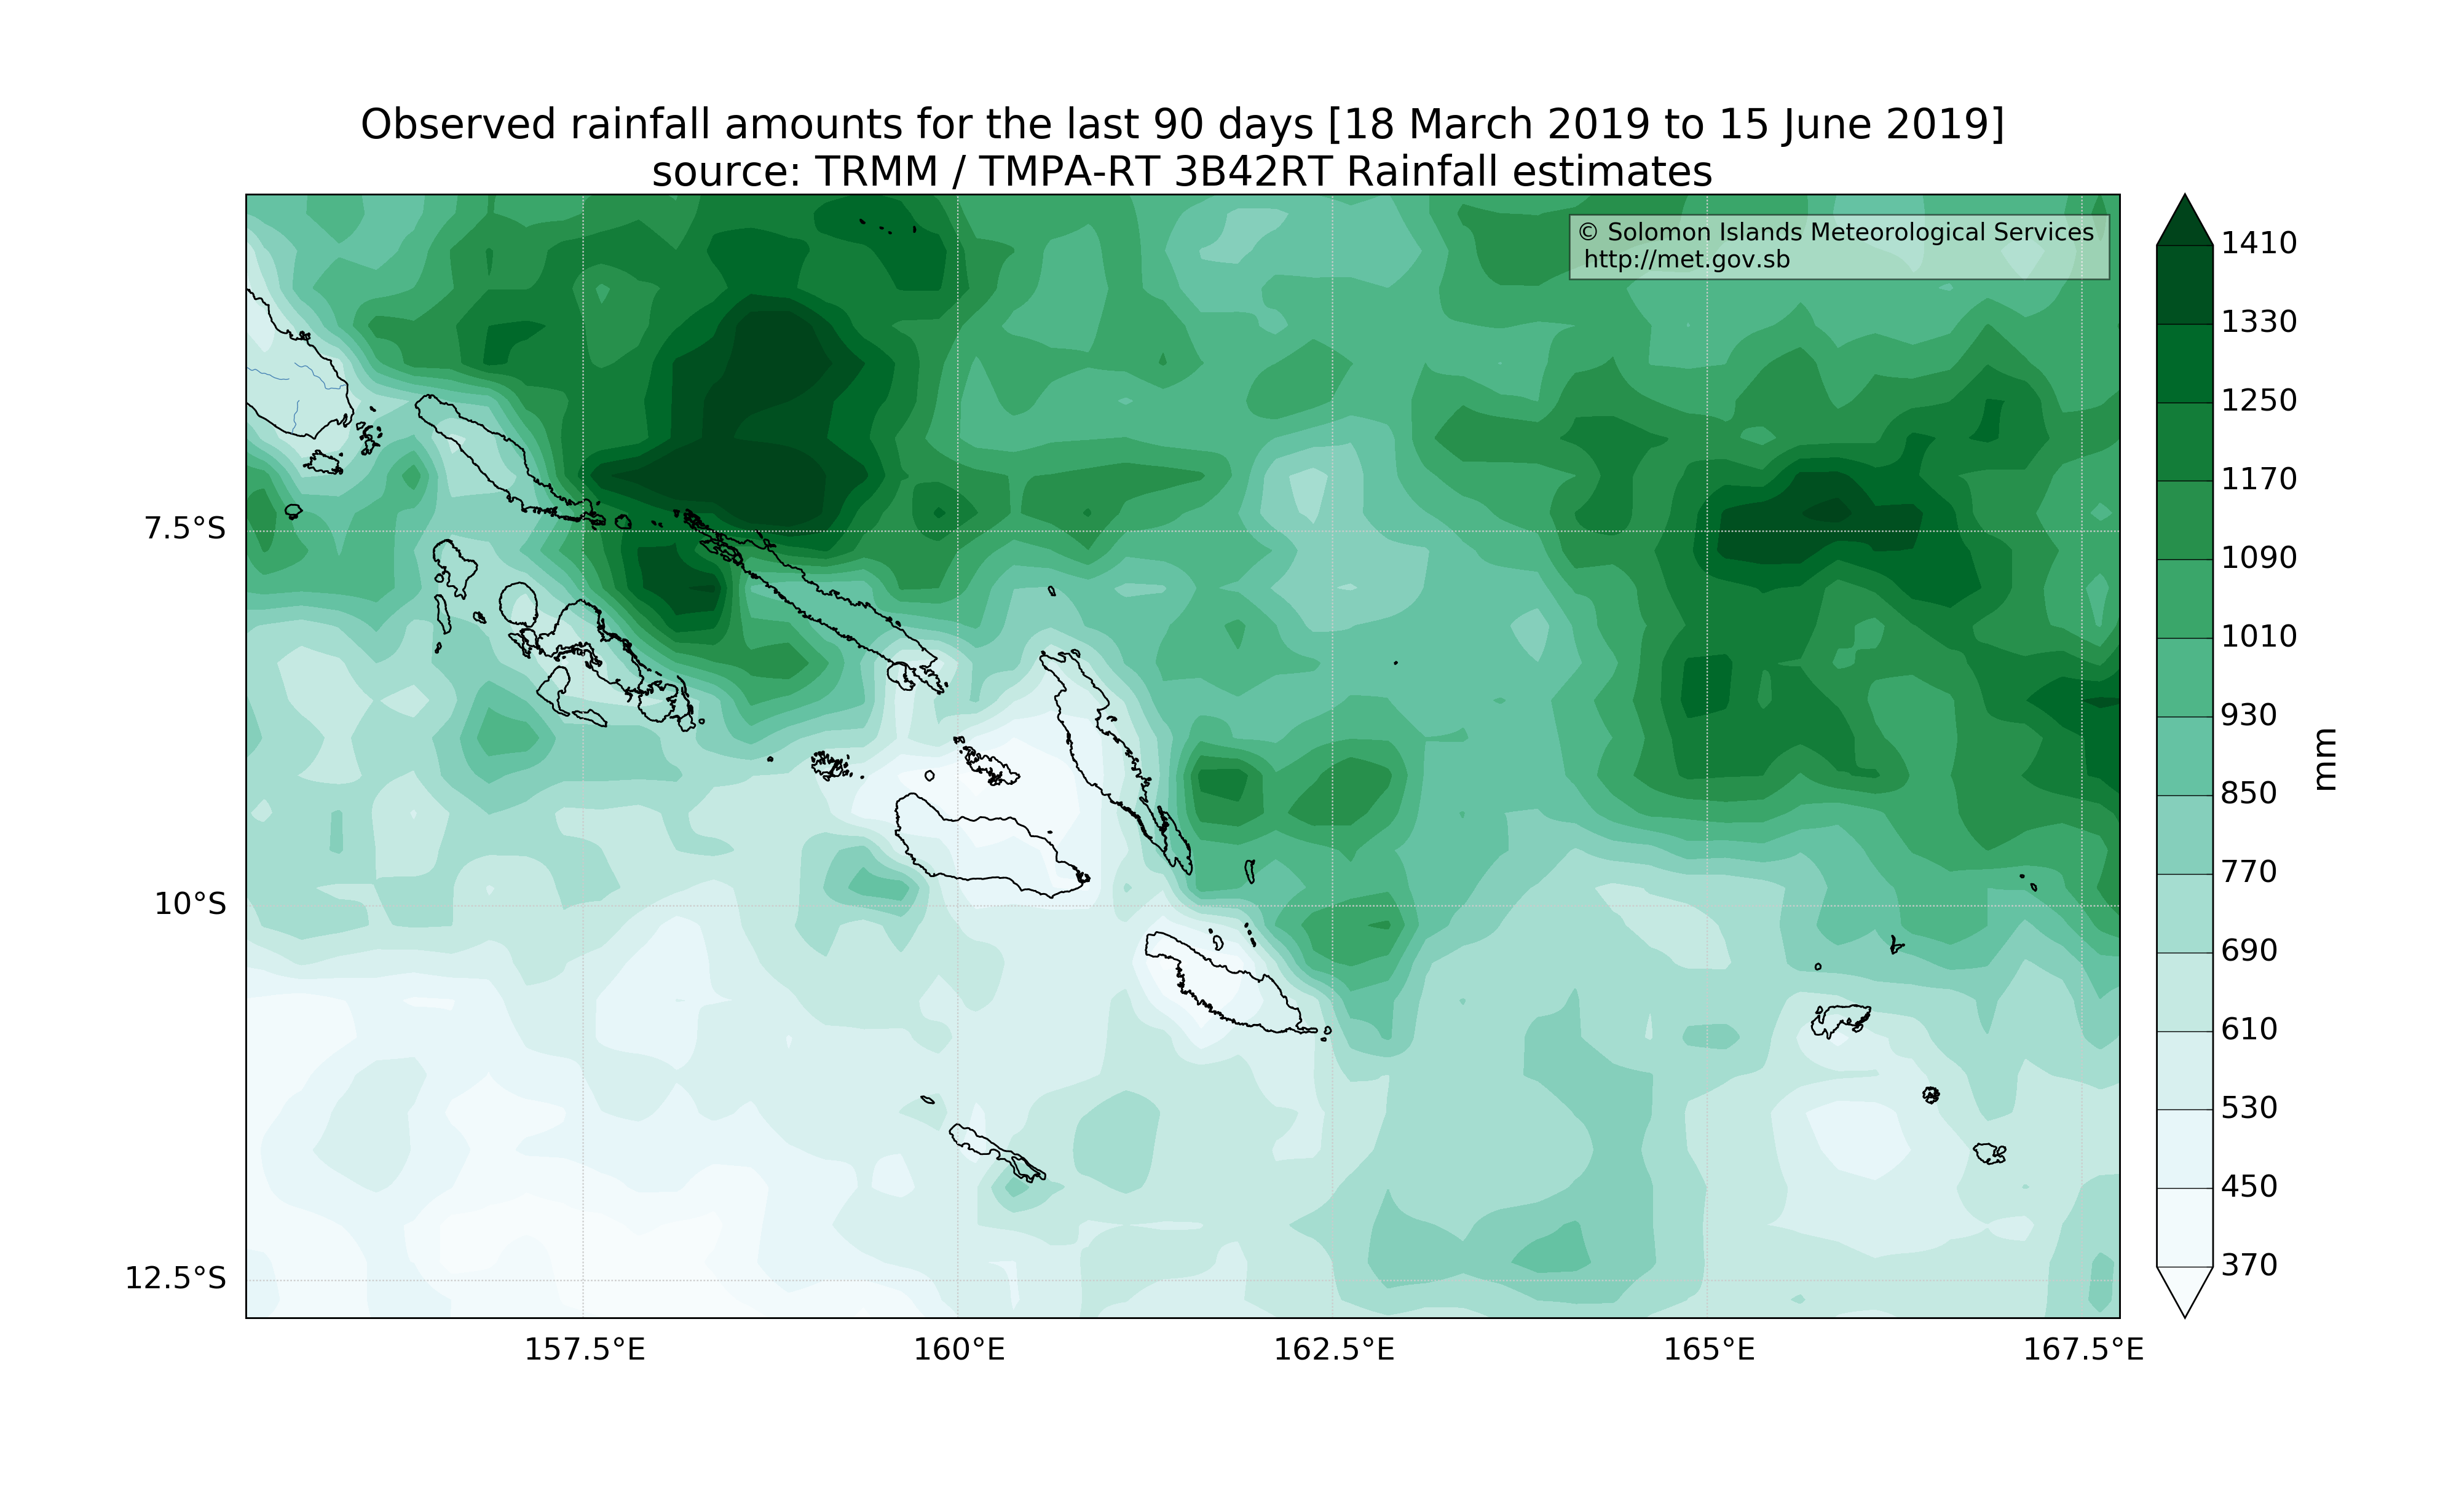 Observed rainfall amounts for the last 90 days [18 March 2019 to 15 June 2019]
source: TRMM / TMPA-RT 3B42RT Rainfall estimates
© Solomon Islands Meteorological Services
http://met.gov.sb
7.5°S
10°S
12.5°S
157.5°E
160°E
162.5°E
165°E
167.5°E
1410
1330
1250
1170
1090
1010
930
850
770
690
610
530
450
370
mm